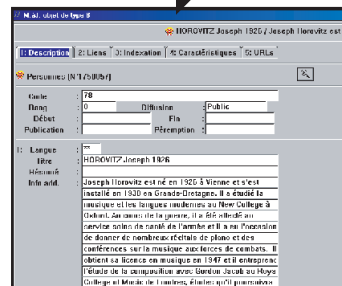 M. àJ. objet de type 8
HOROVITZ Joseph 1926 / Joseph Horovitz est
1: Description 2: Liens 3: Indexation 4: Caractéristiques 5: URLs
Personnes (N°1750057)
Code : 78
Rang : 0 Diffusion : Public
Début : Fin :
Publication : Péremption :
1: Langue : **
Titre : HOROVITZ Joseph 1926
Résumé :
Info add. : Joseph Horovitz est né en 1926 à Vienne et s'est
installé en 1938 en Grande-Bretagne. Il a étudié la
musique et les langues modernes au New College à
Oxford. Au cours de la guerre, il a été affecté au
service soins de santé de l'armée et il a eu l'occasion
de donner de nombreux récitals de piano et des
conférences sur la musique aux forces de combats. Il
obtient sa licence en musique en 1947 et il entreprend
l'étude de la composition avec Gordon Jacob au Roya
College of Music de Londres, études qu'il poursuivra